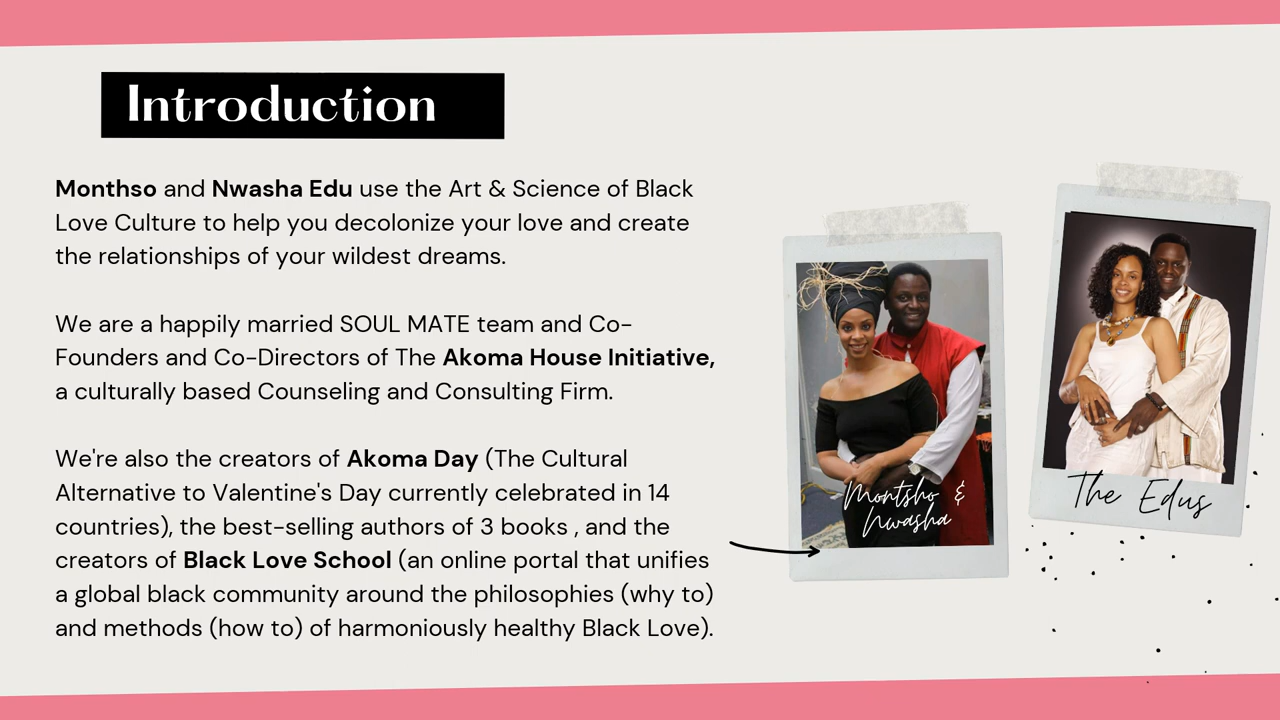 Introduction
Monthso and Nwasha Edu use the Art & Science of Black
Love Culture to help you decolonize your love and create
the relationships of your wildest dreams.
We are a happily married SOUL MATE team and Co-
Founders and Co-Directors of The Akoma House Initiative,
a culturally based Counseling and Consulting Firm.
We're also the creators of Akoma Day (The Cultural
Alternative to Valentine's Day currently celebrated in 14
countries), the best-selling authors of 3 books , and the
creators of Black Love School (an online portal that unifies
a global black community around the philosophies (why to)
and methods (how to) of harmoniously healthy Black Love).
Montsho &
Nwasha
The Edus